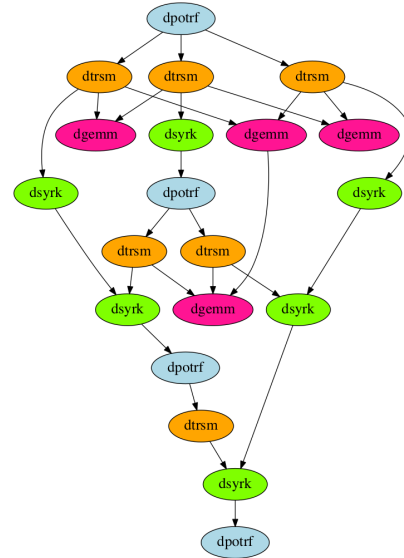 dpotrf
dtrsm dtrsm dtrsm
dgemm dsyrk dgemm dgemm
dsyrk dpotrf dsyrk
dtrsm dtrsm
dsyrk dgemm dsyrk
dpotrf
dtrsm
dsyrk
dpotrf